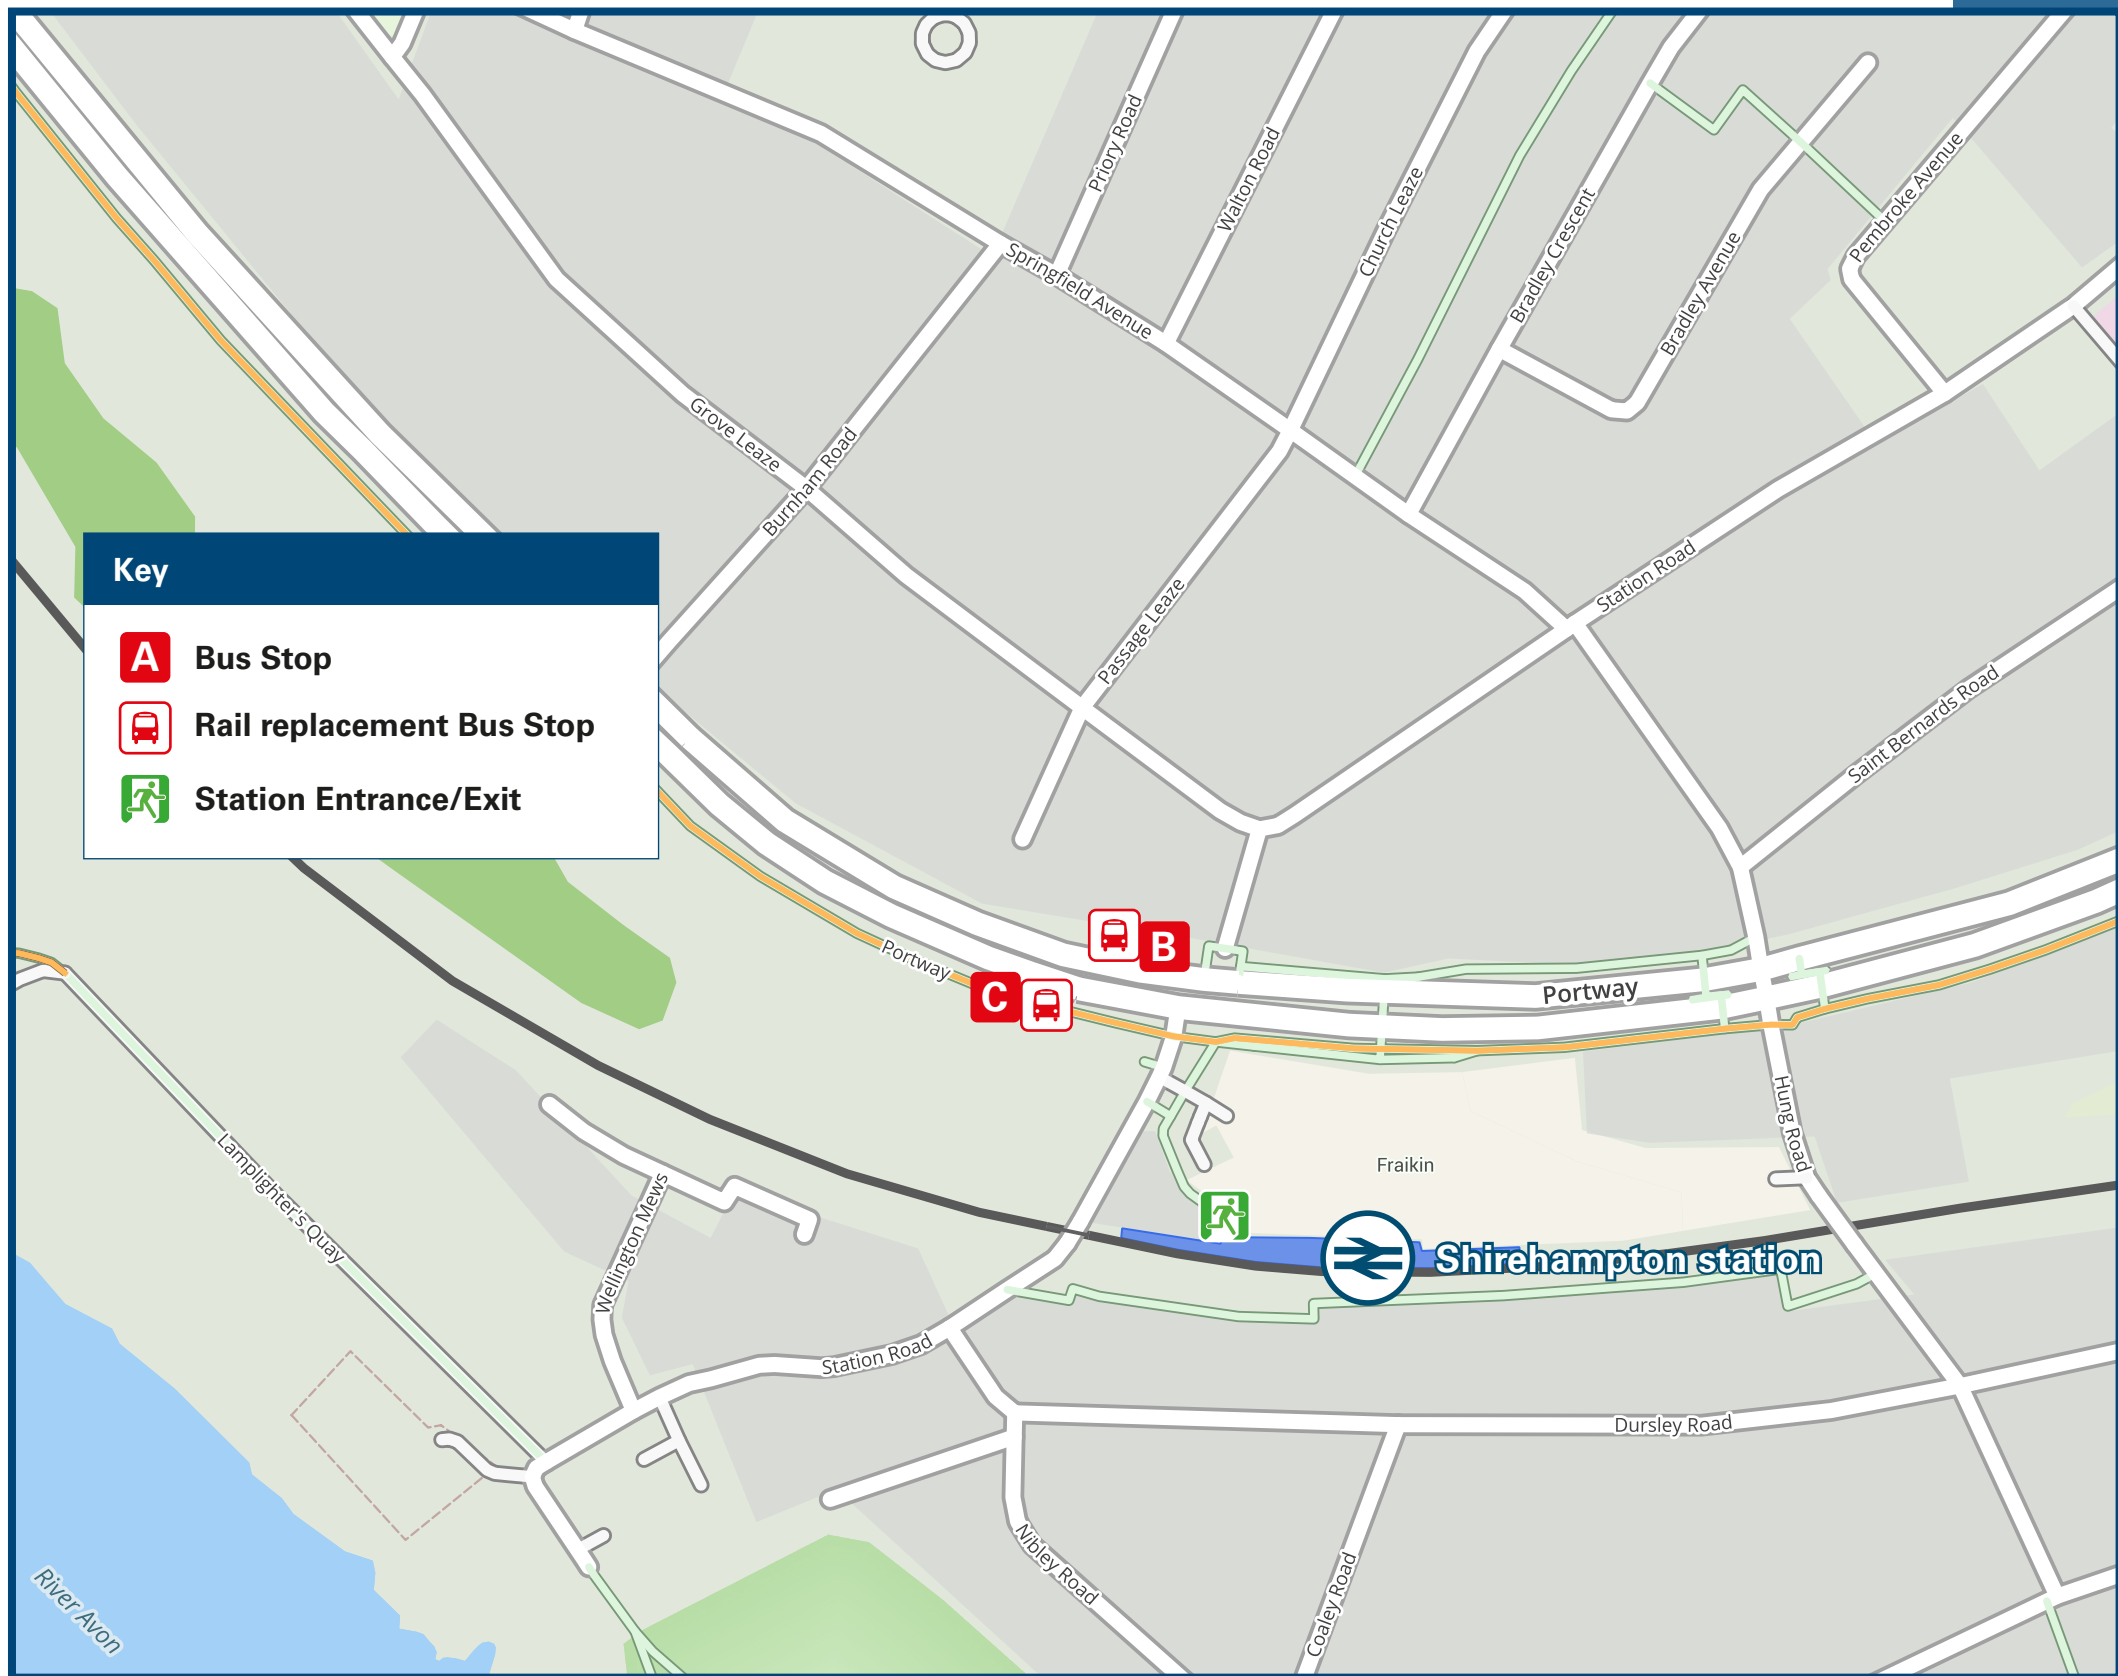 Priory Road
Walton Road
Church Leaze
Bradley Crescent
Bradley Avenue
Pembroke Avenue
Springfield Avenue
Grove Leaze
Burnham Road
Passage Leaze
Station Road
Saint Bernards Road
Key
A Bus Stop
Rail replacement Bus Stop
Station Entrance/Exit
B
C
Portway
Portway
Hung Road
Fraikin
Shirehampton station
Lamplighter's Quay
Wellington Mews
Station Road
Dursley Road
Nibley Road
Coaley Road
River Avon